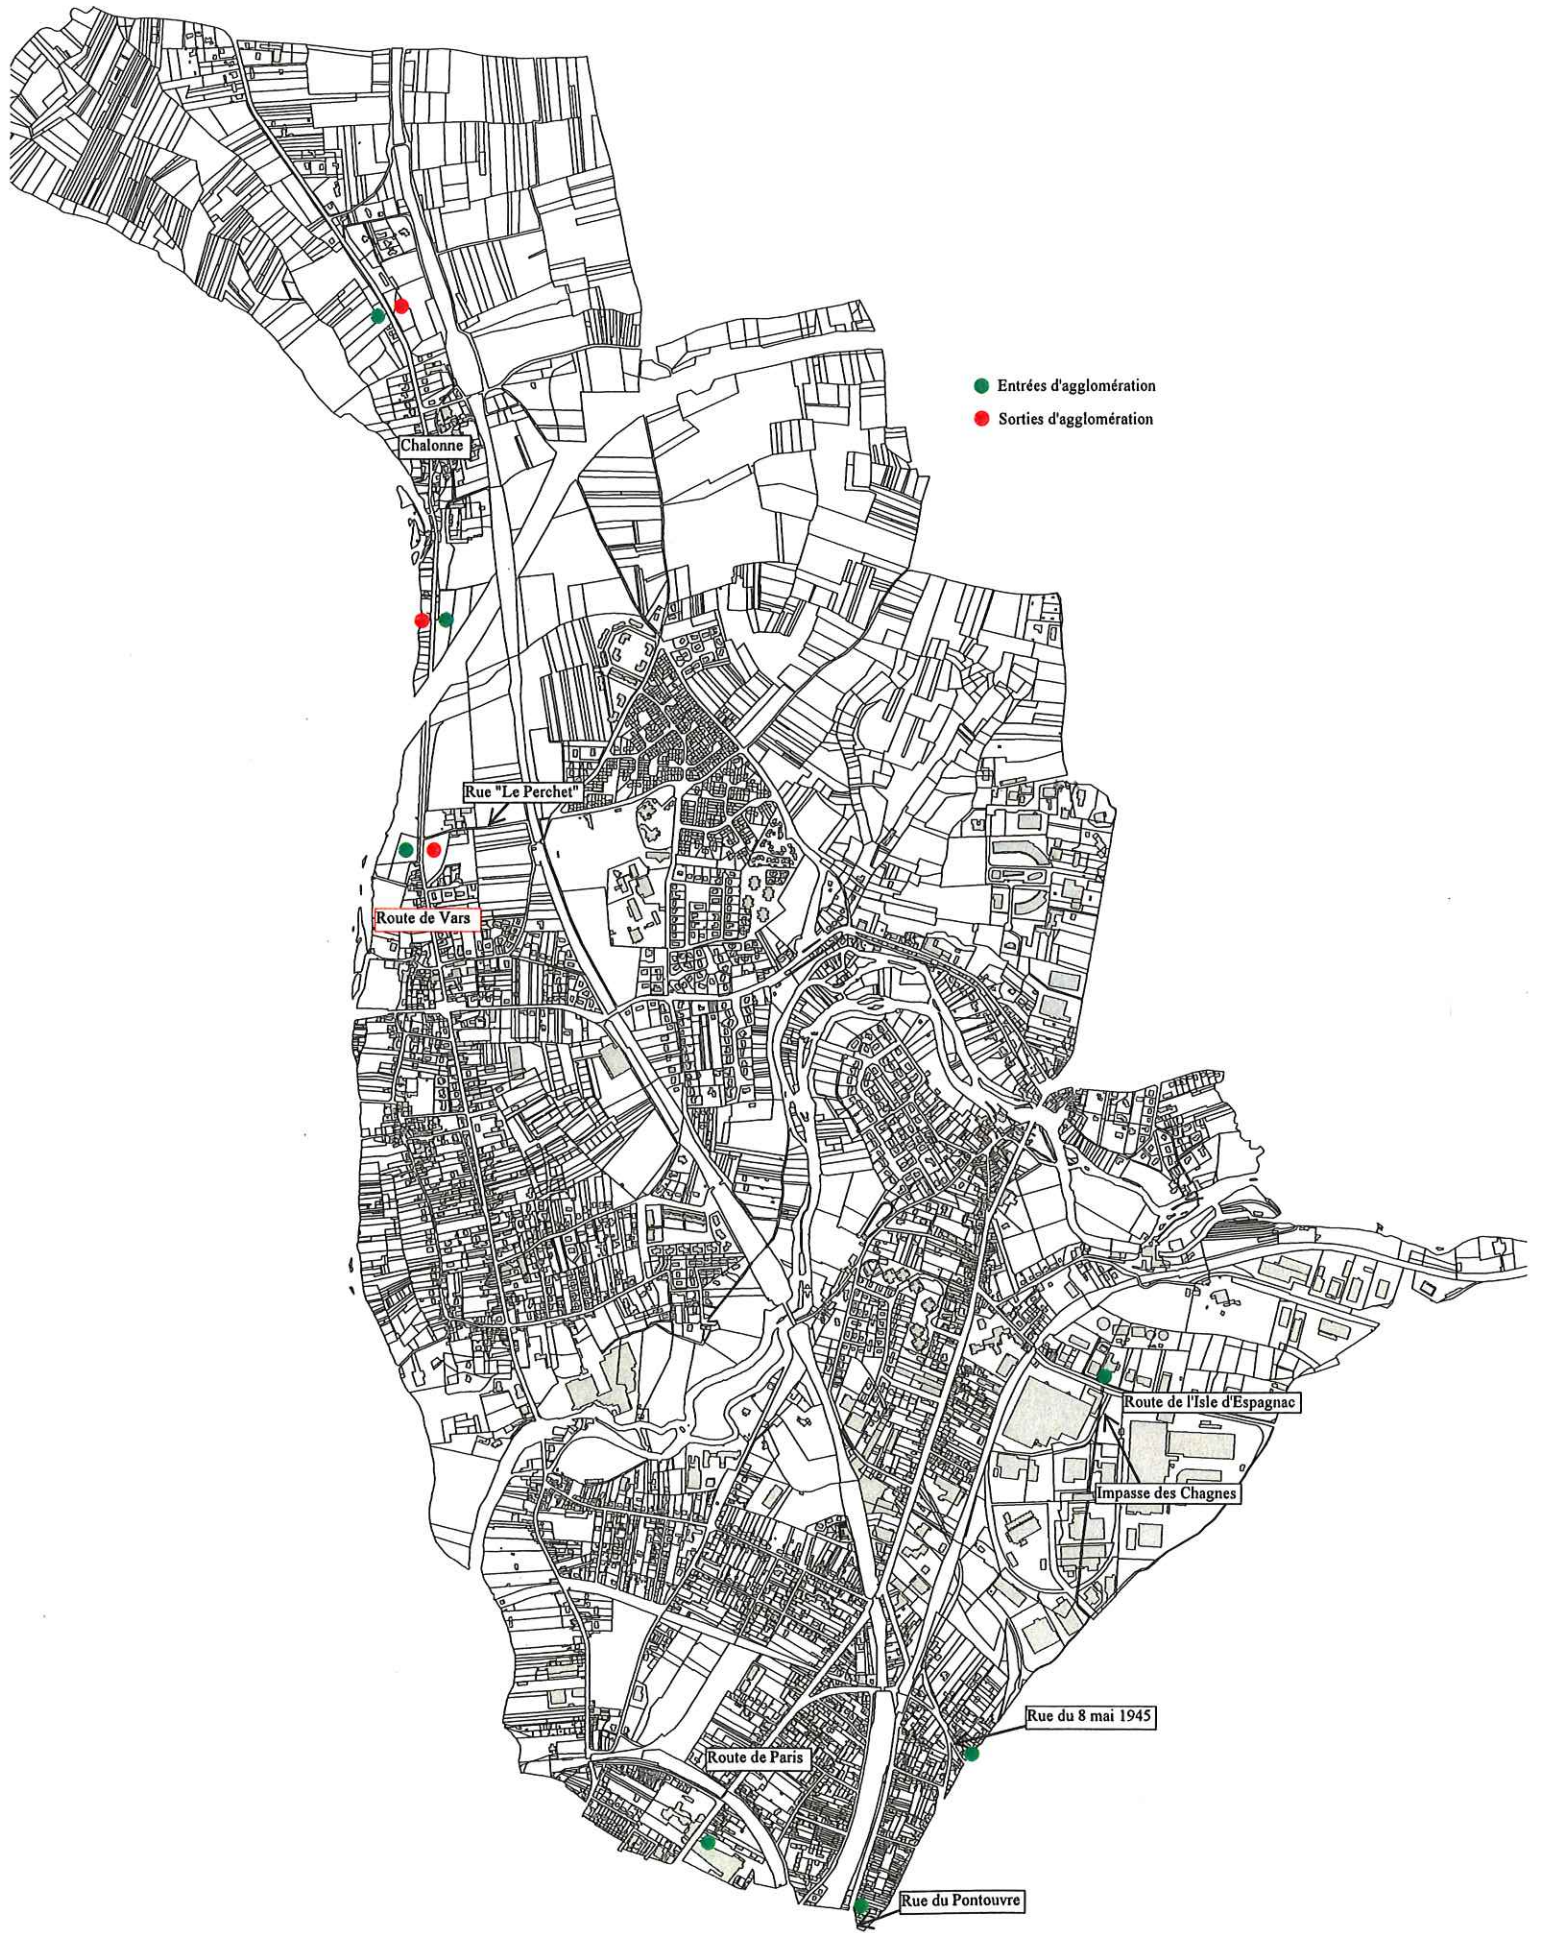 Entrées d'agglomération
Sorties d'agglomération
Chalonne
Rue "Le Perchet"
Route de Vars
Route de l'Isle d'Espagnac
Impasse des Chagnes
Rue du 8 mai 1945
Route de Paris
Rue du Pontouvre